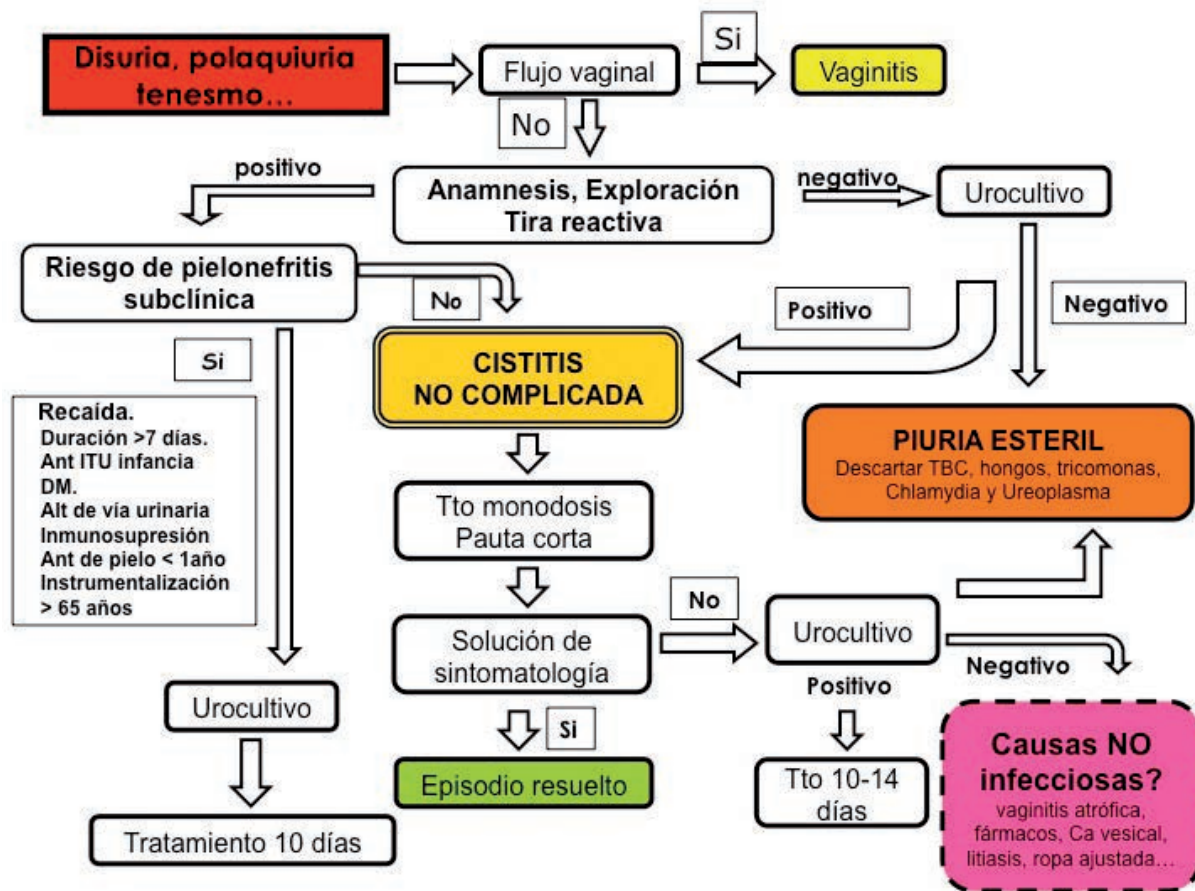 Disuria, polaquiuria
tenesmo...
Flujo vaginal
Si
Vaginitis
No
positivo
Anamnesis, Exploración
Tira reactiva
negativo
Urocultivo
Riesgo de pielonefritis
subclínica
No
Positivo
Negativo
Si
CISTITIS
NO COMPLICADA
Recaída.
Duración >7 días.
Ant ITU infancia
DM.
Alt de vía urinaria
Inmunosupresión
Ant de pielo < 1año
Instrumentalización
> 65 años
PIURIA ESTERIL
Descartar TBC, hongos, tricomonas,
Chlamydia y Ureoplasma
Tto monodosis
Pauta corta
Solución de
sintomatología
No
Urocultivo
Positivo
Negativo
Urocultivo
Si
Episodio resuelto
Tto 10-14
días
Causas NO
infecciosas?
vaginitis atrófica,
fármacos, Ca vesical,
litiasis, ropa ajustada...
Tratamiento 10 días